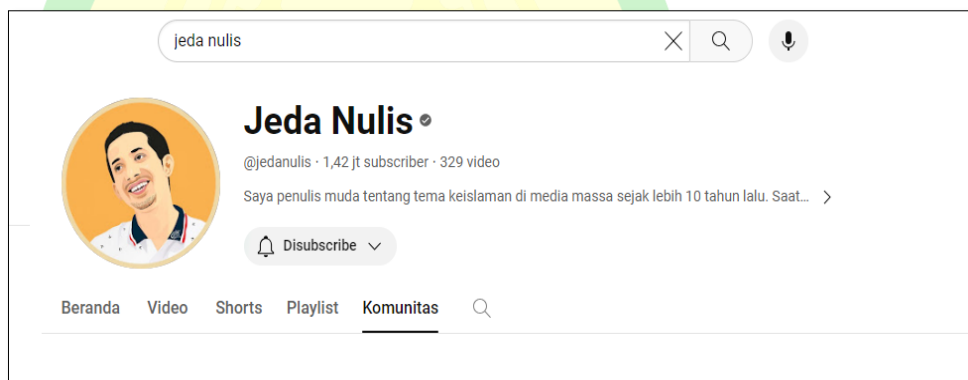 jeda nulis
Jeda Nulis
@jedanulis · 1,42 jt subscriber · 329 video
Saya penulis muda tentang tema keislaman di media massa sejak lebih 10 tahun lalu. Saat...
Disubscribe
Beranda Video Shorts Playlist Komunitas